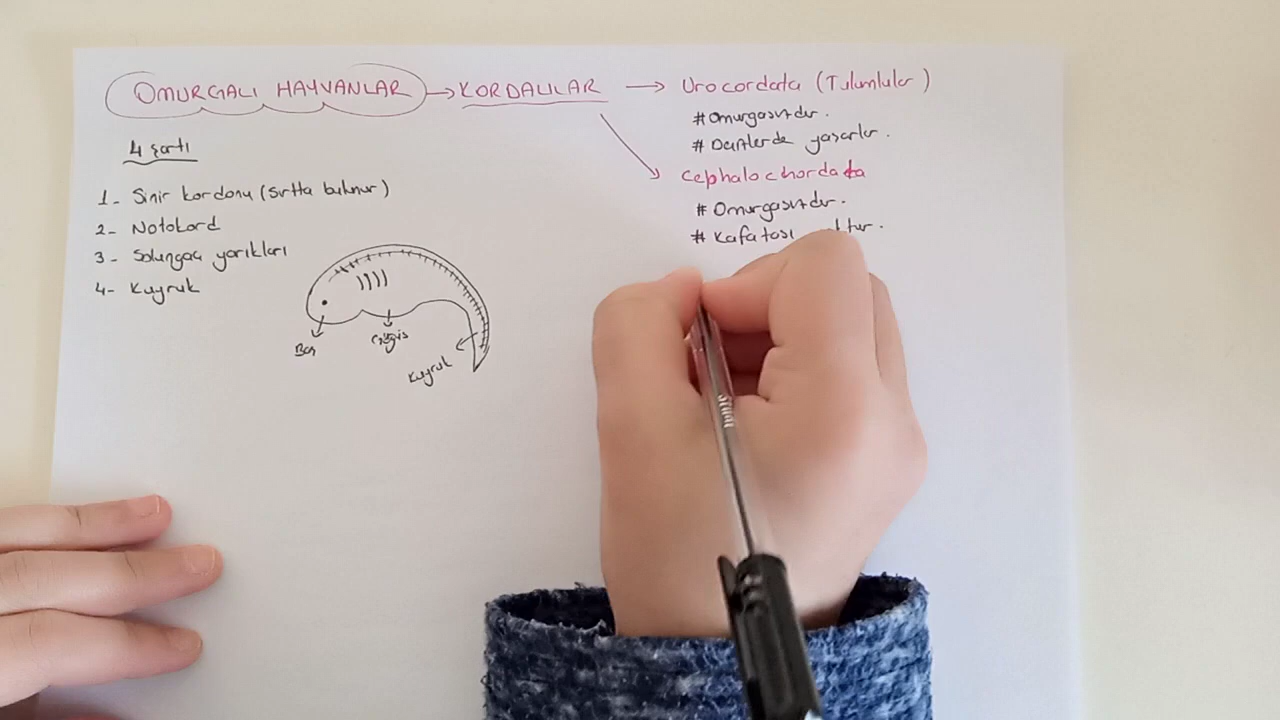 OMURGALI HAYVANLAR → KORDALILAR → Urocordata (Tulumlular)
#Omurgasızdır.
# Denizlerde yaşarlar.
Cephalochordata
# Omurgasızdır.
# Kafatası
4 şartı
1- Sinir kordonu (Sırtta bulunur)
2- Notokord
3- Solungaç yarıkları
4- Kuyruk
Baş
Göğüs
Kuyruk